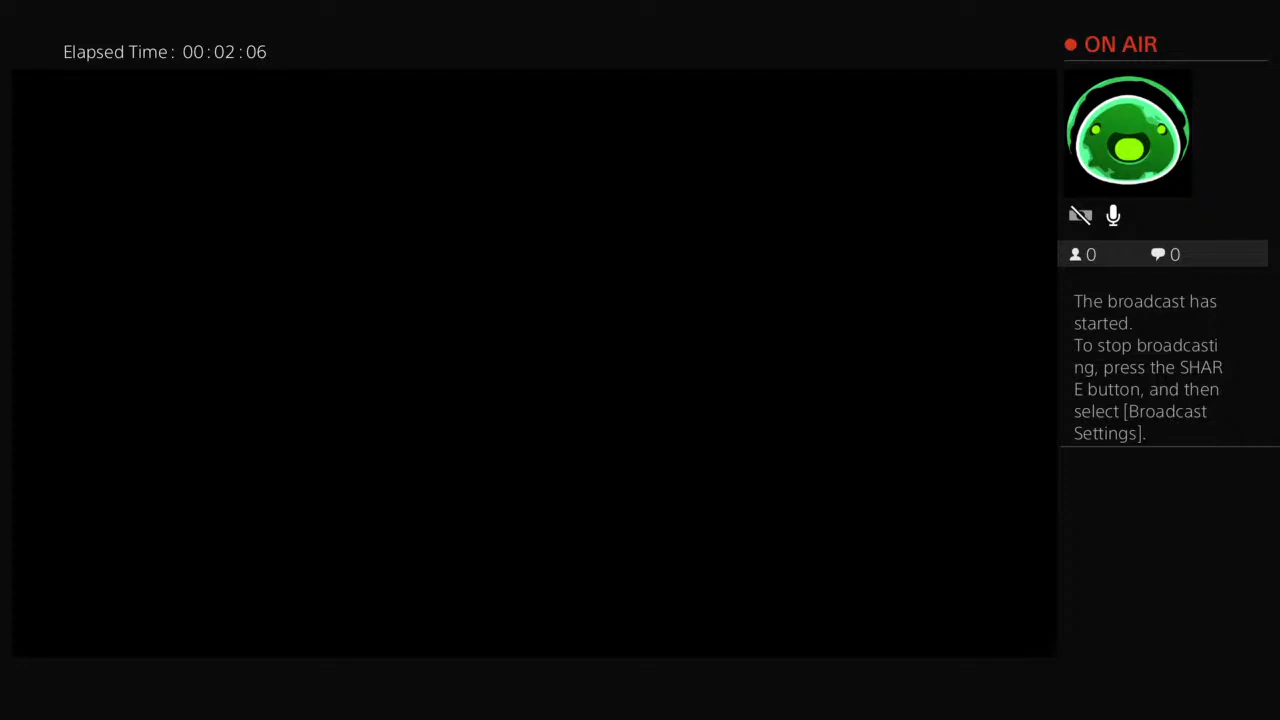 Elapsed Time: 00:02:06
ON AIR
0 0
The broadcast has
started.
To stop broadcasti
ng, press the SHAR
E button, and then
select [Broadcast
Settings].